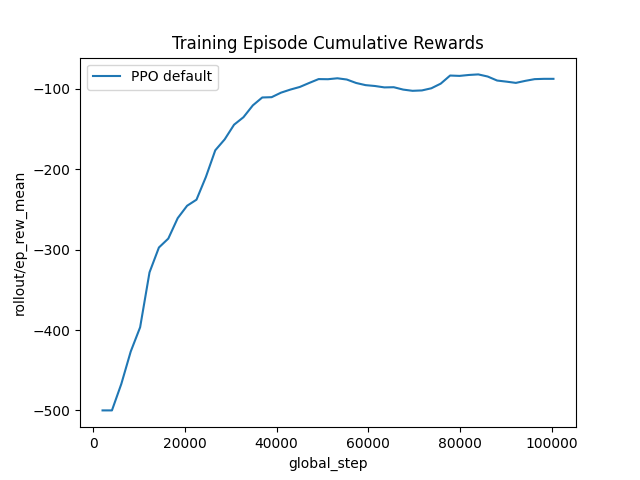 Training Episode Cumulative Rewards
PPO default
−100
−200
−300
−400
−500
rollout/ep_rew_mean
0
20000
40000
60000
80000
100000
global_step